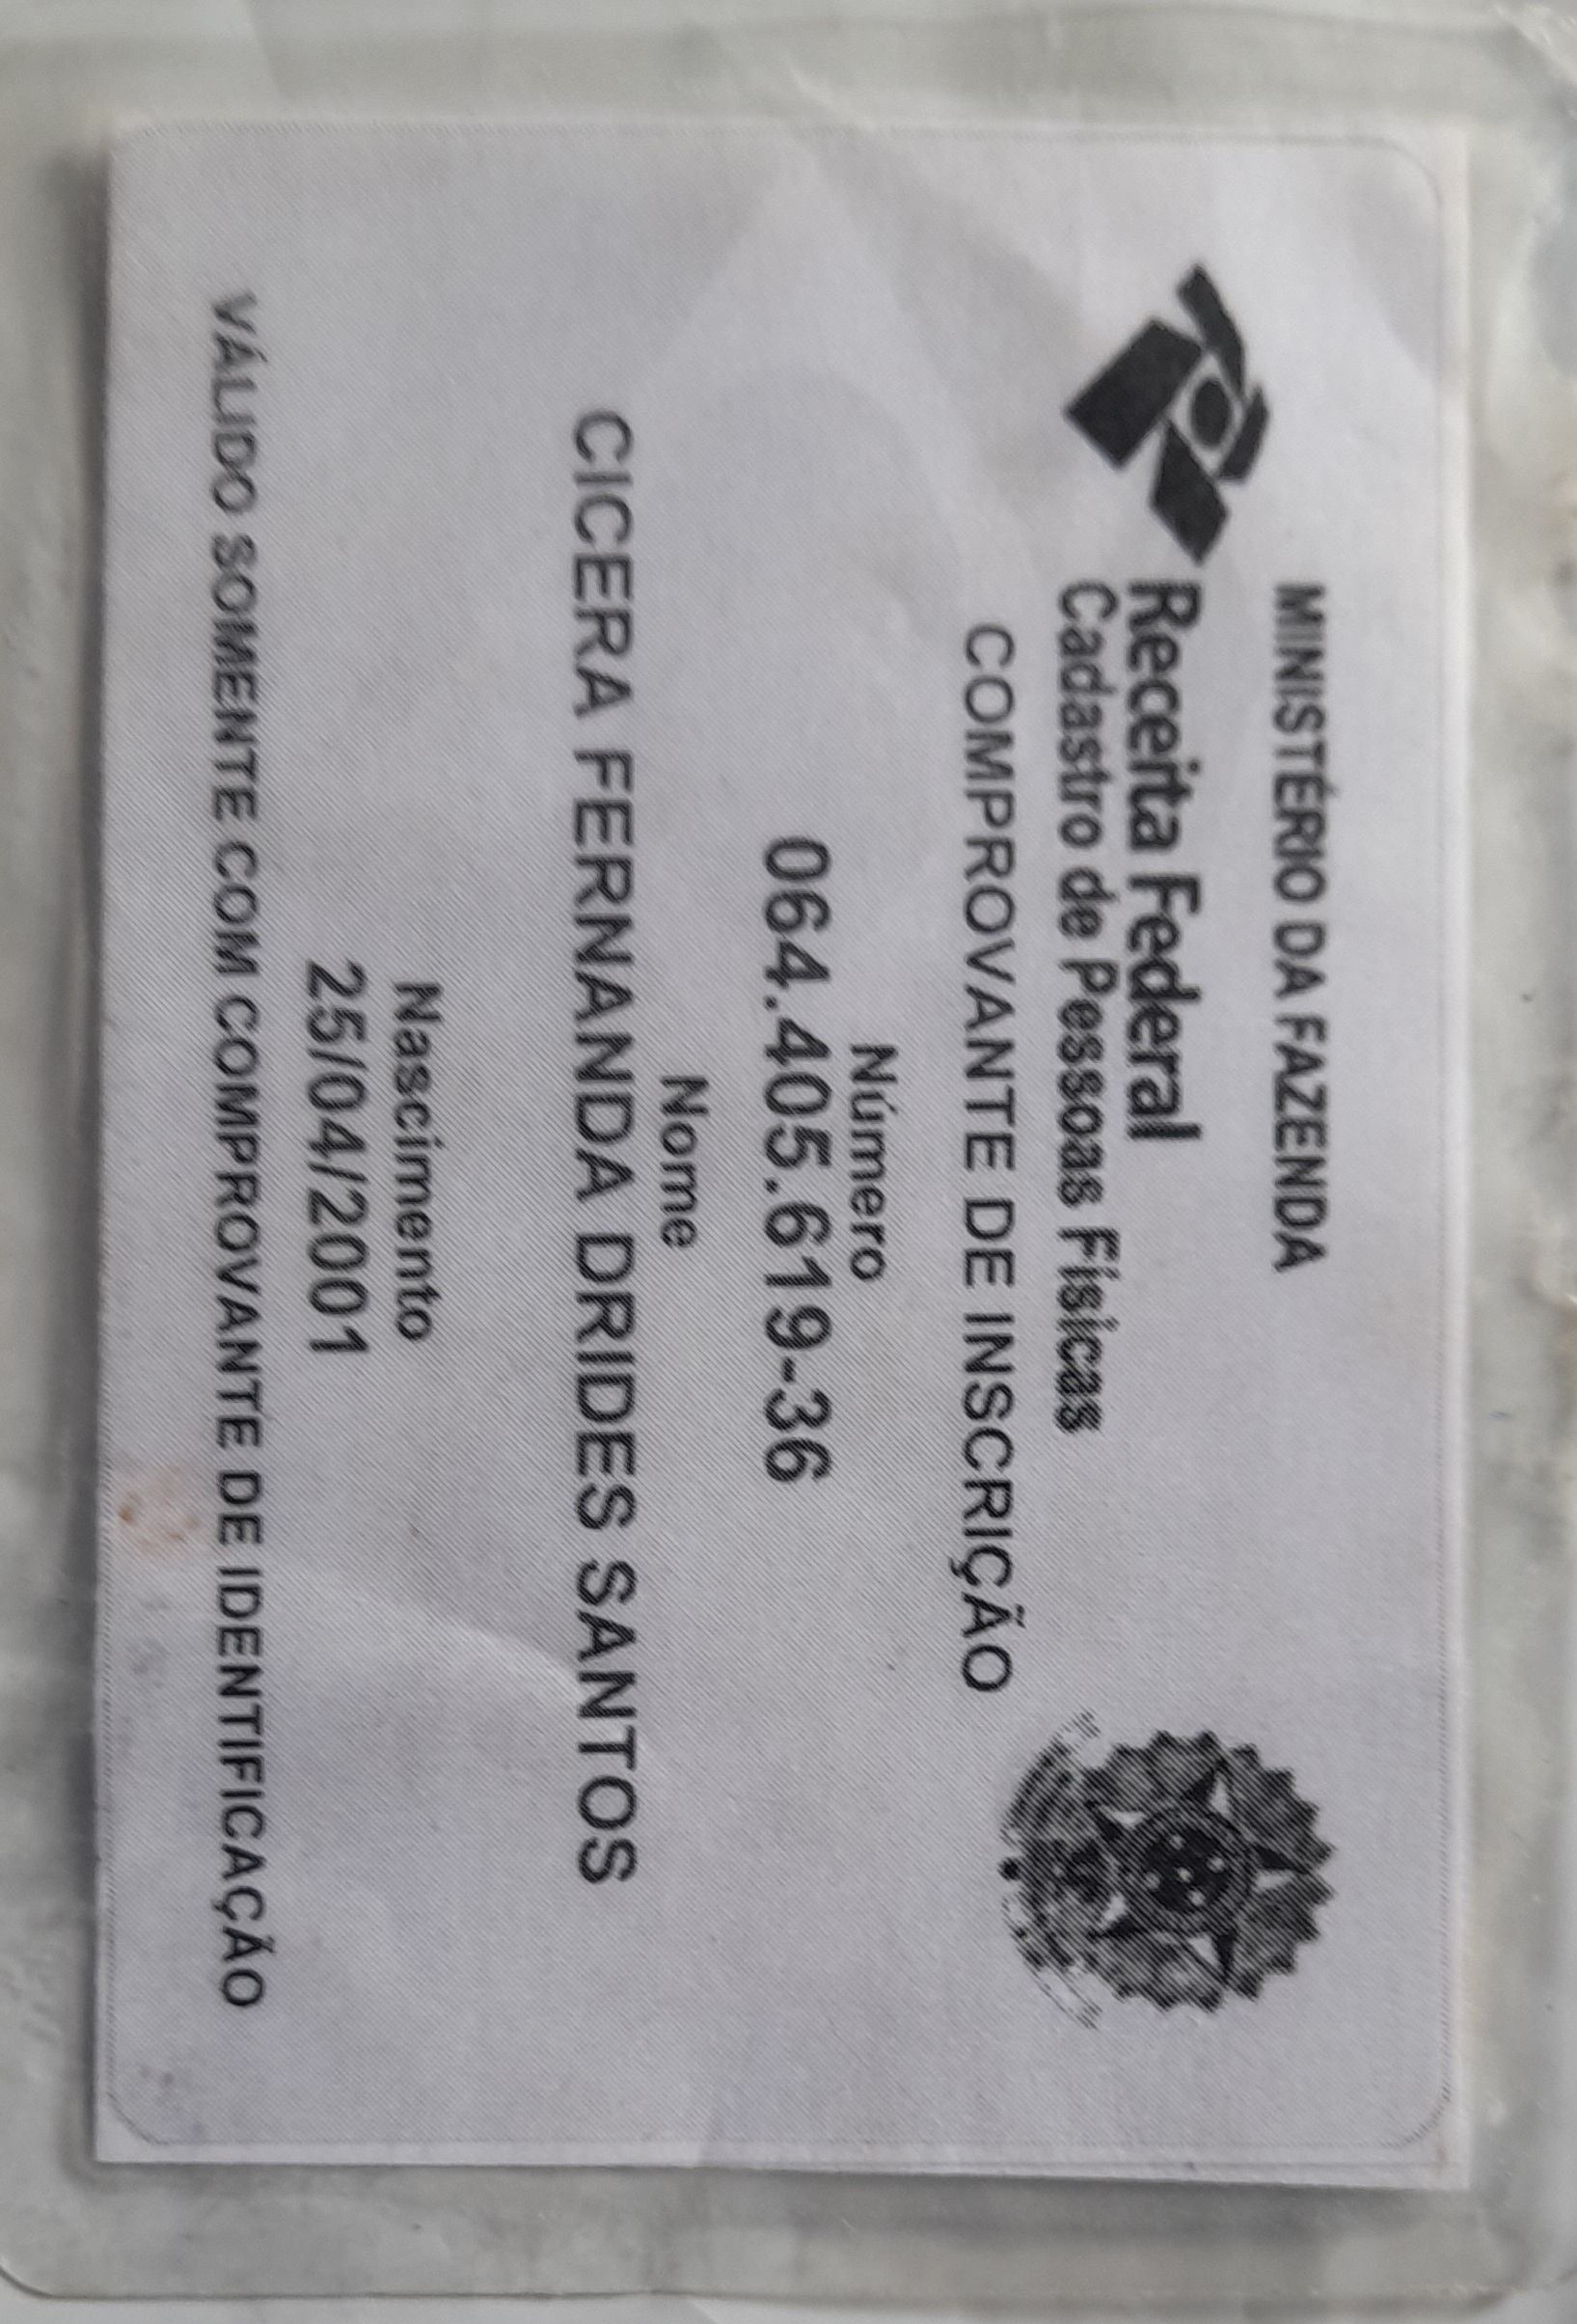 MINISTÉRIO DA FAZENDA
Receita Federal
Cadastro de Pessoas Físicas
COMPROVANTE DE INSCRIÇÃO
Número
064.405.619-36
Nome
CICERA FERNANDA DRIDES SANTOS
Nascimento
25/04/2001
VÁLIDO SOMENTE COM COMPROVANTE DE IDENTIFICAÇÃO